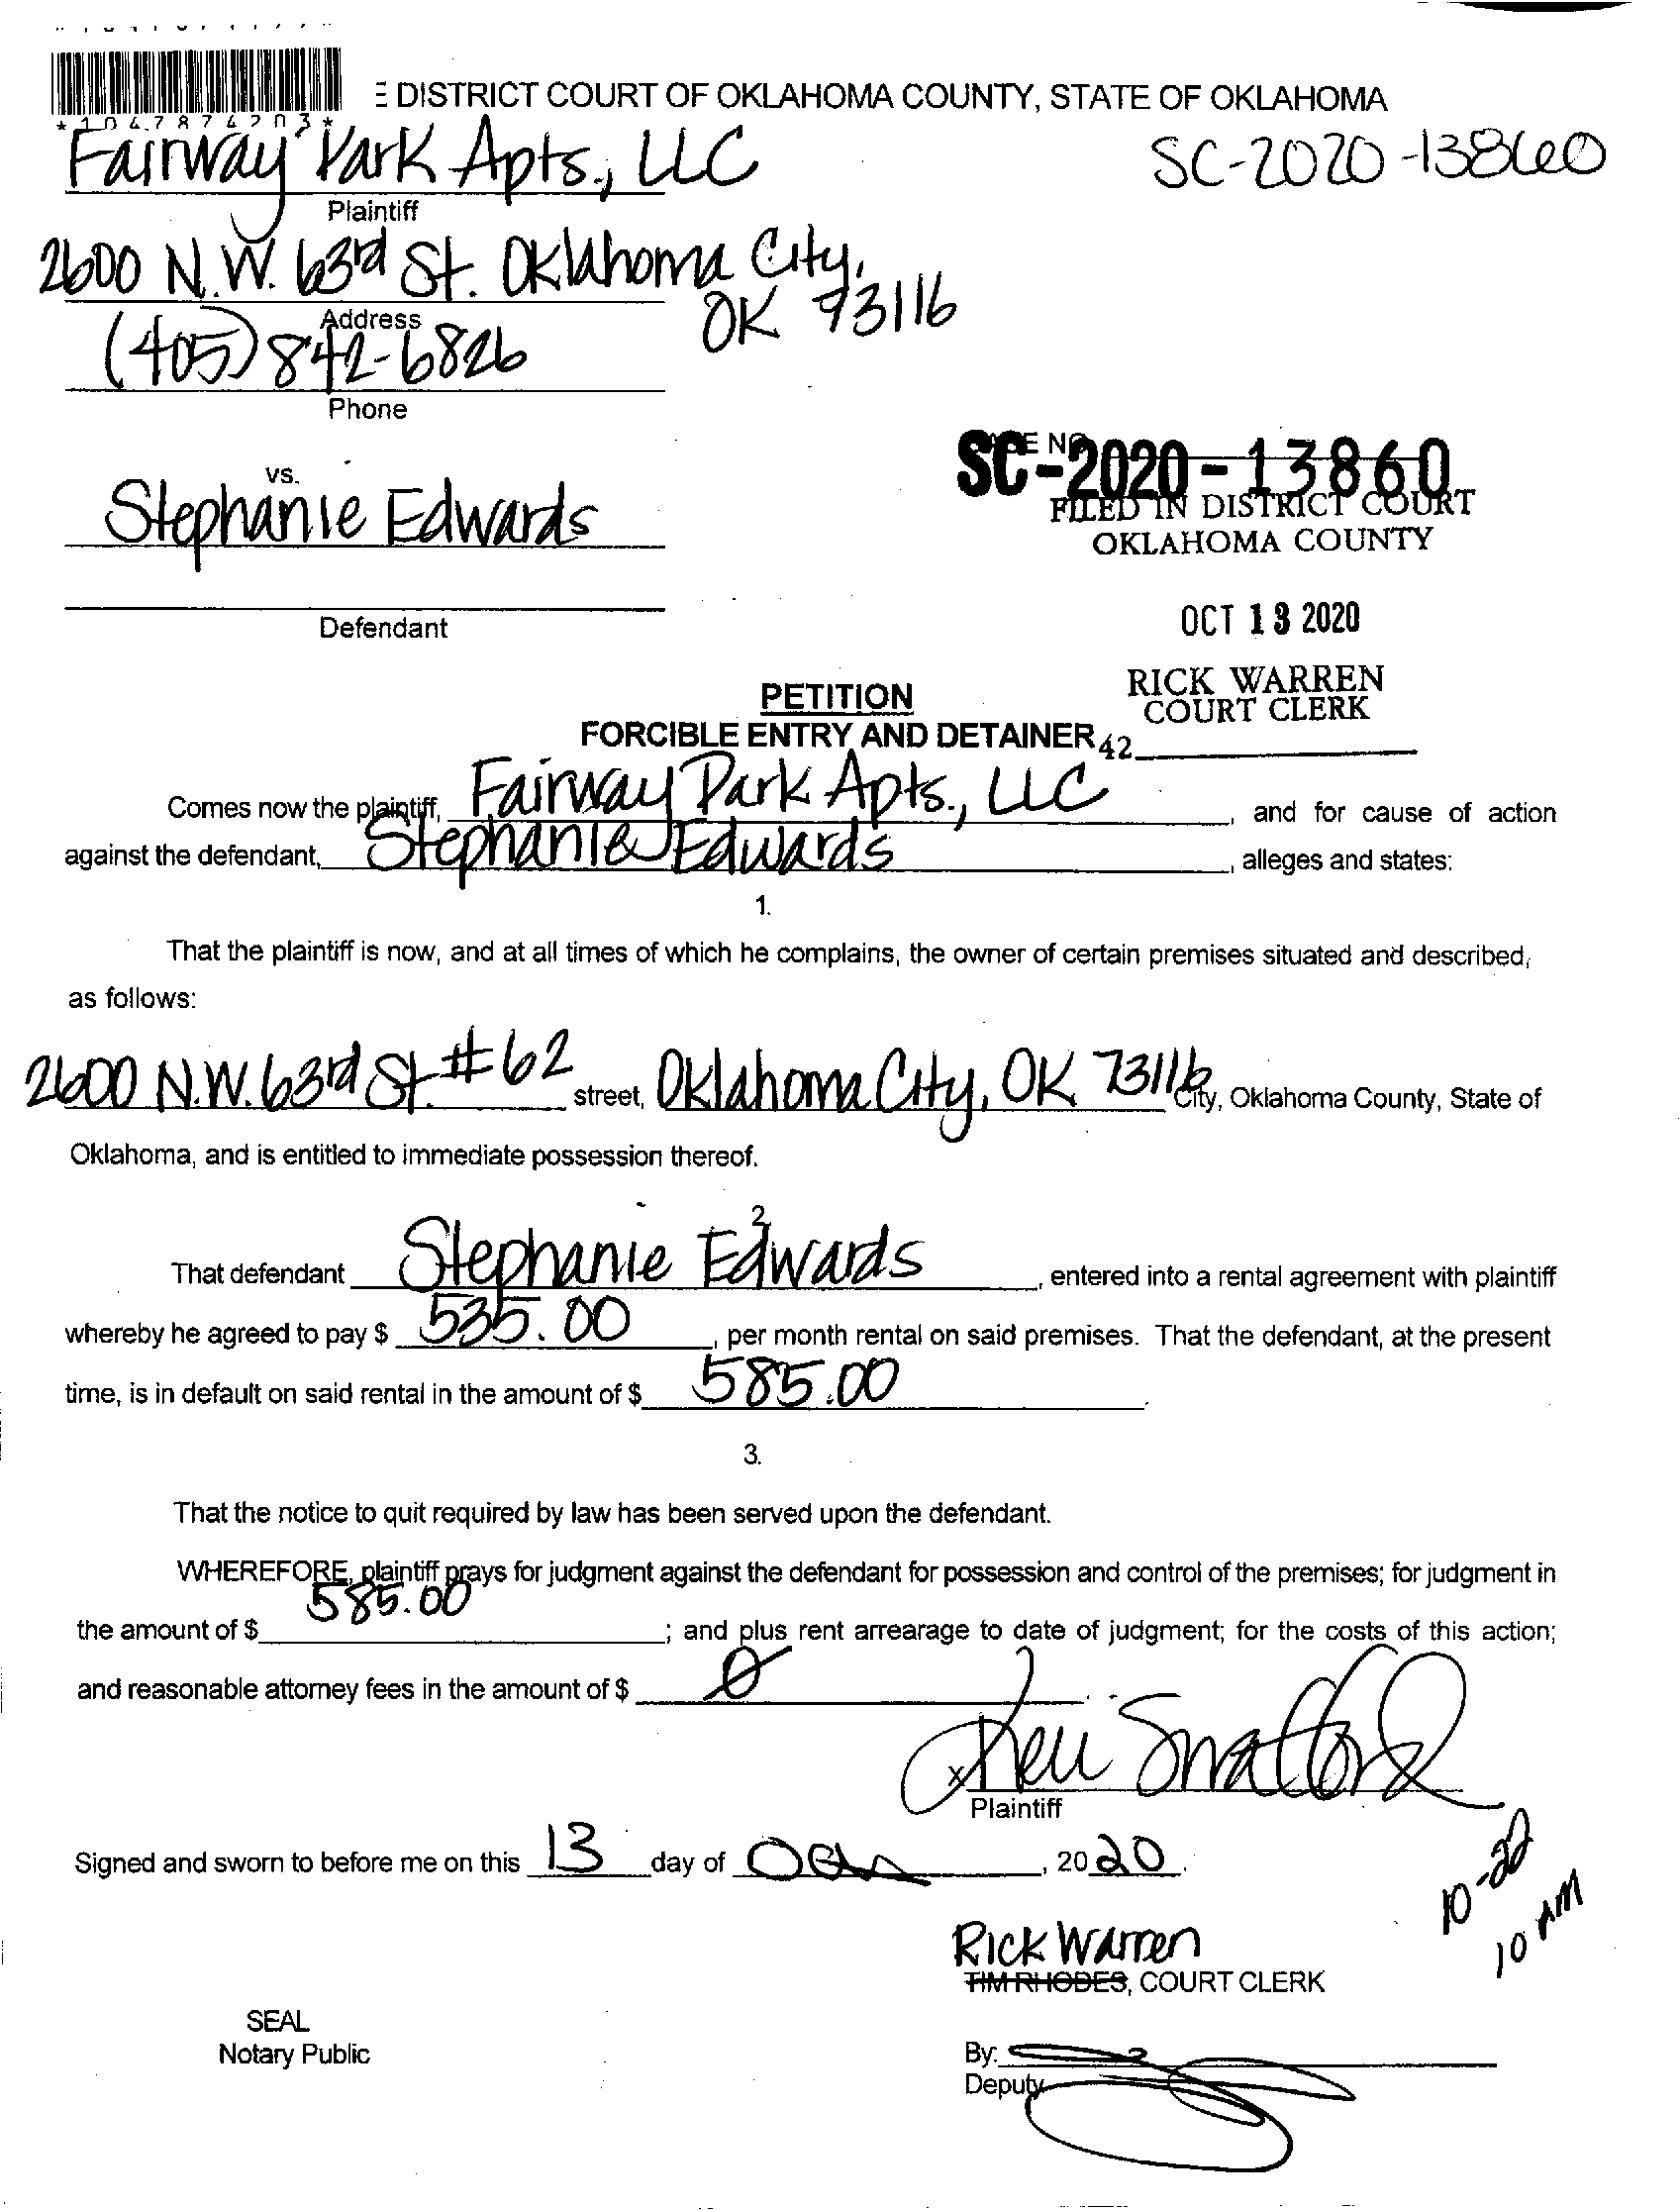 E DISTRICT COURT OF OKLAHOMA COUNTY, STATE OF OKLAHOMA
*1047874203*
Fairway Park Apts., LLC
SC-2020-13860
Plaintiff
2600 N.W. 63rd St. Oklahoma City,
OK 73116
Address
(405) 842-6826
Phone
vs.
Stephanie Edwards
Defendant
SC-2020-13860
FILED IN DISTRICT COURT
OKLAHOMA COUNTY
OCT 13 2020
RICK WARREN
COURT CLERK
42
PETITION
FORCIBLE ENTRY AND DETAINER
Comes now the plaintiff, Fairway Park Apts., LLC, and for cause of action
against the defendant, Stephanie Edwards, alleges and states:
1.
That the plaintiff is now, and at all times of which he complains, the owner of certain premises situated and described,
as follows:
2600 N.W. 63rd St. #62 street, Oklahoma City, OK 73116 City, Oklahoma County, State of
Oklahoma, and is entitled to immediate possession thereof.
2.
That defendant Stephanie Edwards, entered into a rental agreement with plaintiff
whereby he agreed to pay $ 535.00, per month rental on said premises. That the defendant, at the present
time, is in default on said rental in the amount of $ 585.00.
3.
That the notice to quit required by law has been served upon the defendant.
WHEREFORE, plaintiff prays for judgment against the defendant for possession and control of the premises; for judgment in
the amount of $ 585.00; and plus rent arrearage to date of judgment; for the costs of this action;
and reasonable attorney fees in the amount of $ 0.
x
Plaintiff
Signed and sworn to before me on this 13 day of Oct, 2020.
10-22
10 AM
Rick Warren
TIM RHODES, COURT CLERK
SEAL
Notary Public
By:
Deputy